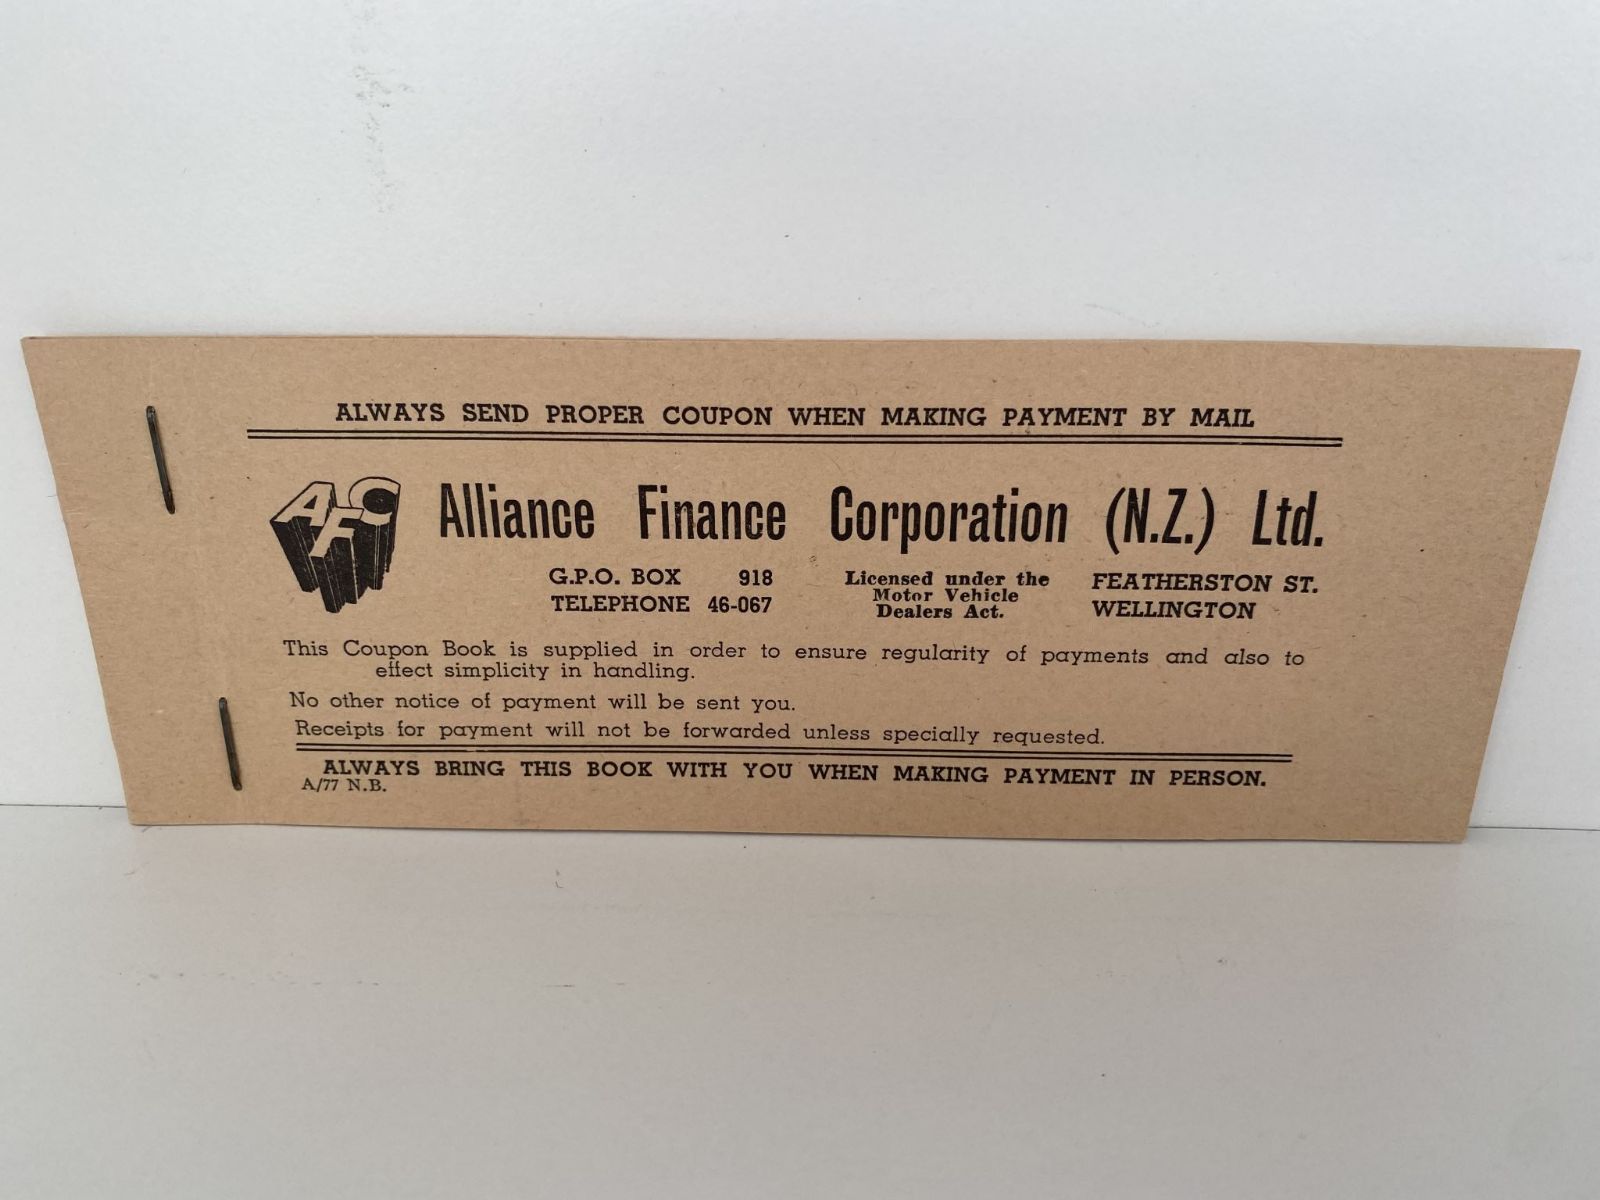 ALWAYS SEND PROPER COUPON WHEN MAKING PAYMENT BY MAIL
AFC
Alliance Finance Corporation (N.Z.) Ltd.
G.P.O. BOX 918
TELEPHONE 46-067
Licensed under the
Motor Vehicle
Dealers Act.
FEATHERSTON ST.
WELLINGTON
This Coupon Book is supplied in order to ensure regularity of payments and also to
effect simplicity in handling.
No other notice of payment will be sent you.
Receipts for payment will not be forwarded unless specially requested.
ALWAYS BRING THIS BOOK WITH YOU WHEN MAKING PAYMENT IN PERSON.
A/77 N.B.